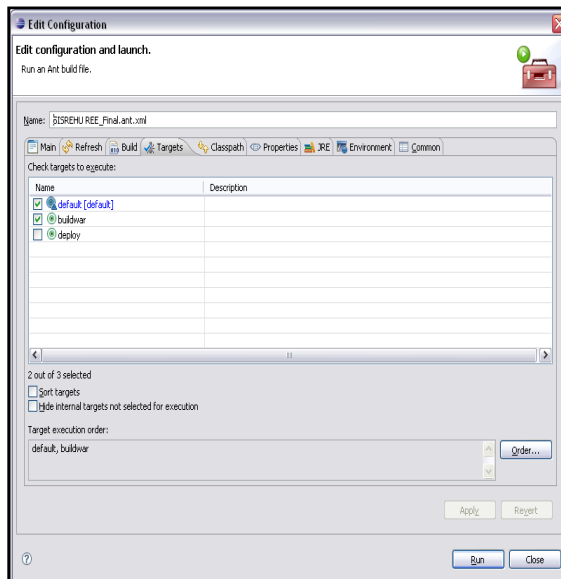 Edit Configuration
Edit configuration and launch.
Run an Ant build file.
Name: SISREHU REE_Final.ant.xml
Main Refresh Build Targets Classpath Properties JRE Environment Common
Check targets to execute:
Name Description
default [default]
buildwar
deploy
2 out of 3 selected
Sort targets
Hide internal targets not selected for execution
Target execution order:
default, buildwar
Order...
Apply Revert
Run Close